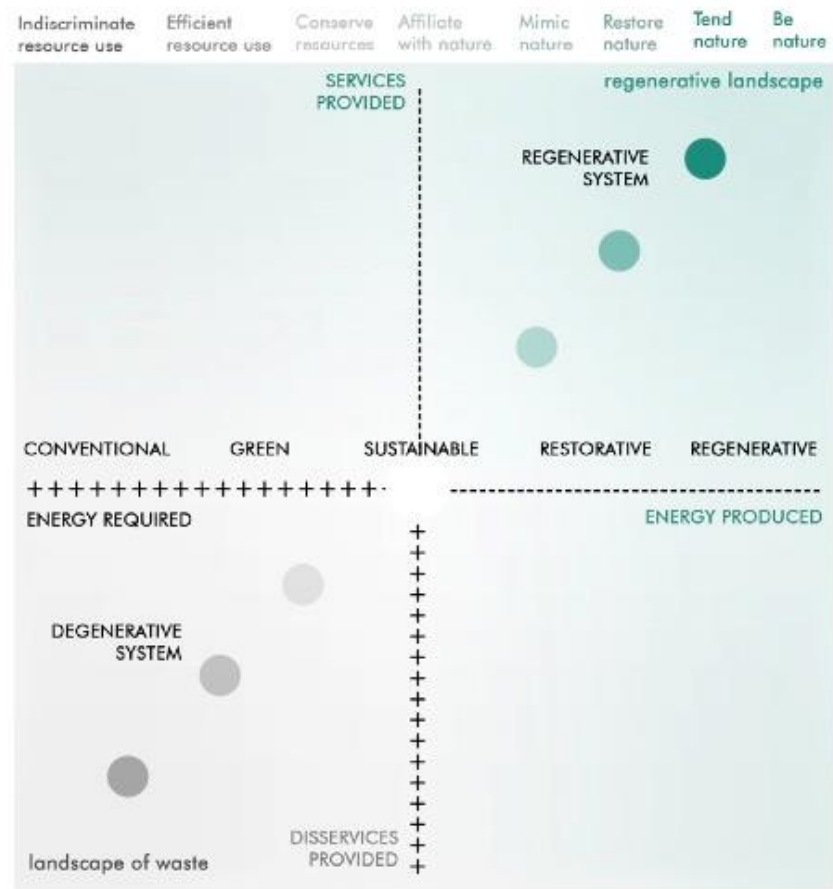 Indiscriminate
resource use
Efficient
resource use
Conserve
resources
Affiliate
with nature
Mimic
nature
Restore
nature
Tend
nature
Be
nature
SERVICES
PROVIDED
regenerative landscape
REGENERATIVE
SYSTEM
CONVENTIONAL GREEN SUSTAINABLE RESTORATIVE REGENERATIVE
ENERGY REQUIRED
ENERGY PRODUCED
DEGENERATIVE
SYSTEM
DISSERVICES
PROVIDED
landscape of waste